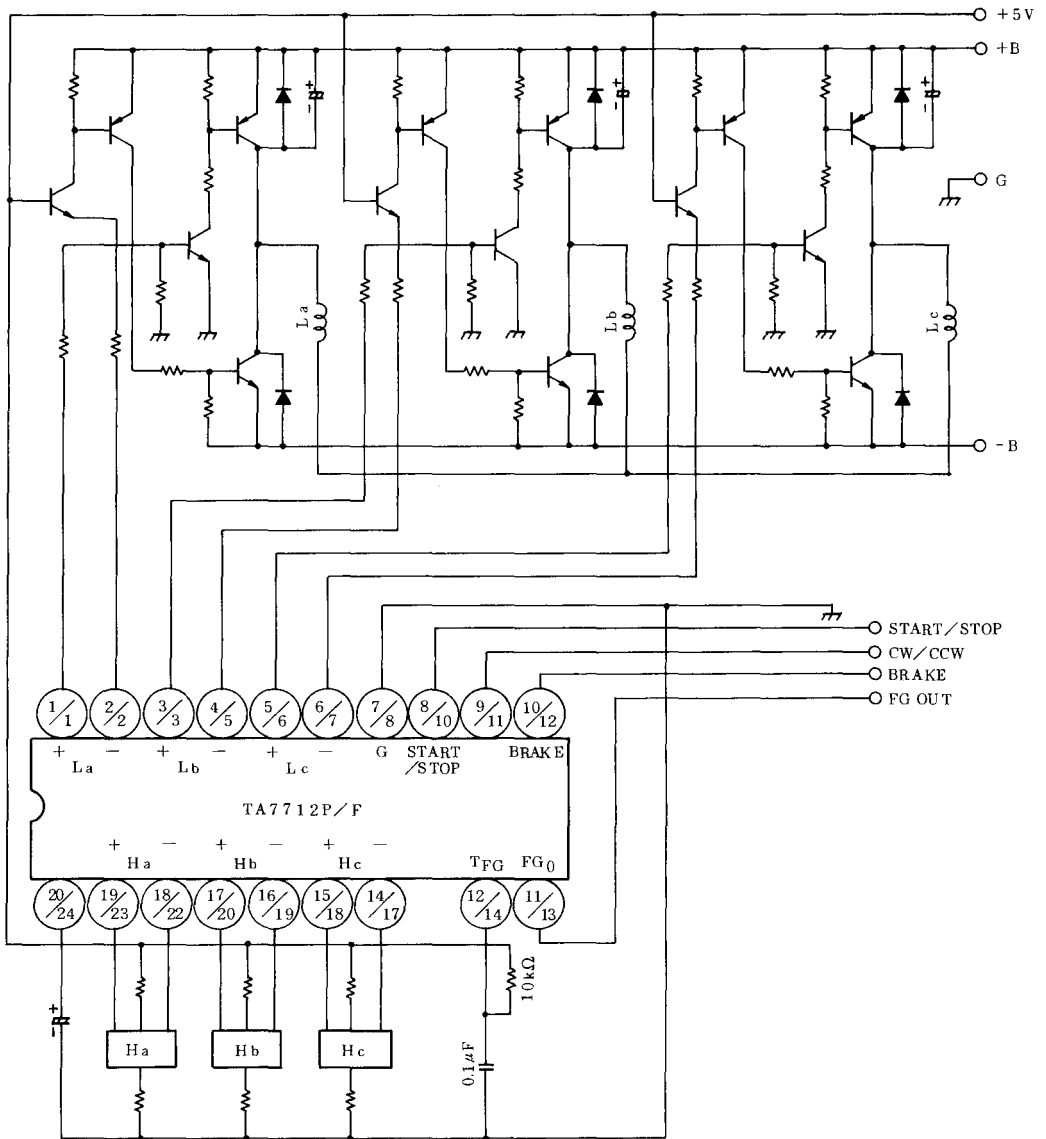 +5V
+B
- +
- +
- +
G
La
Lb
Lc
-B
START/STOP
CW/CCW
BRAKE
FG OUT
1/1 2/2 3/3 4/5 5/6 6/7 7/8 8/10 9/11 10/12
+ − + − + − G START BRAKE
La Lb Lc /STOP
TA7712P/F
+ − + − + −
Ha Hb Hc TFG FG0
20/24 19/23 18/22 17/20 16/19 15/18 14/17 12/14 11/13
10kΩ
- +
Ha Hb Hc
0.1μF